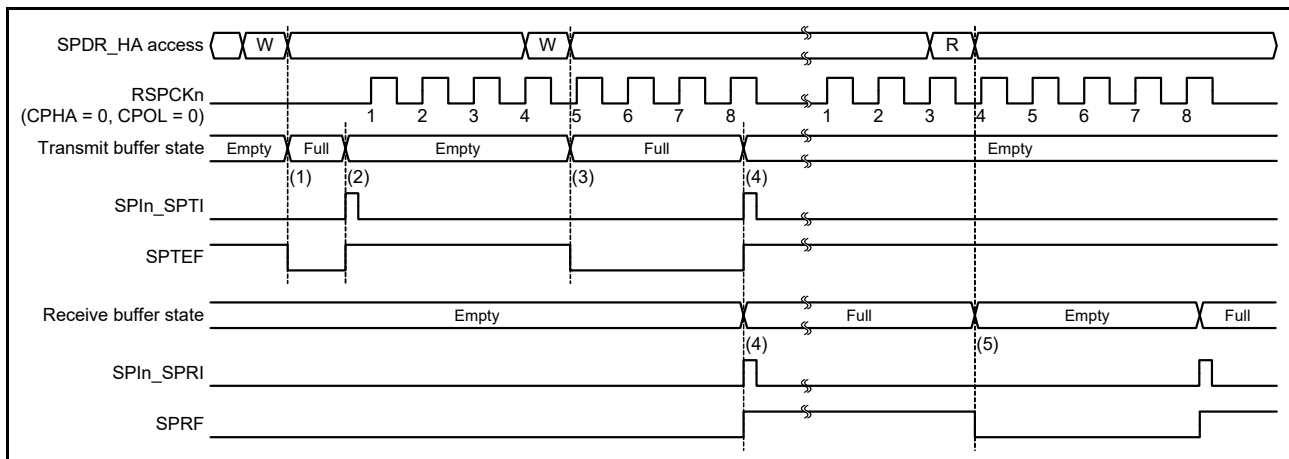 SPDR_HA access W W R
RSPCKn
(CPHA = 0, CPOL = 0) 1 2 3 4 5 6 7 8 1 2 3 4 5 6 7 8
Transmit buffer state Empty Full Empty Full Empty
(1) (2) (3) (4)
SPIn_SPTI
SPTEF
Receive buffer state Empty Full Empty Full
(4) (5)
SPIn_SPRI
SPRF